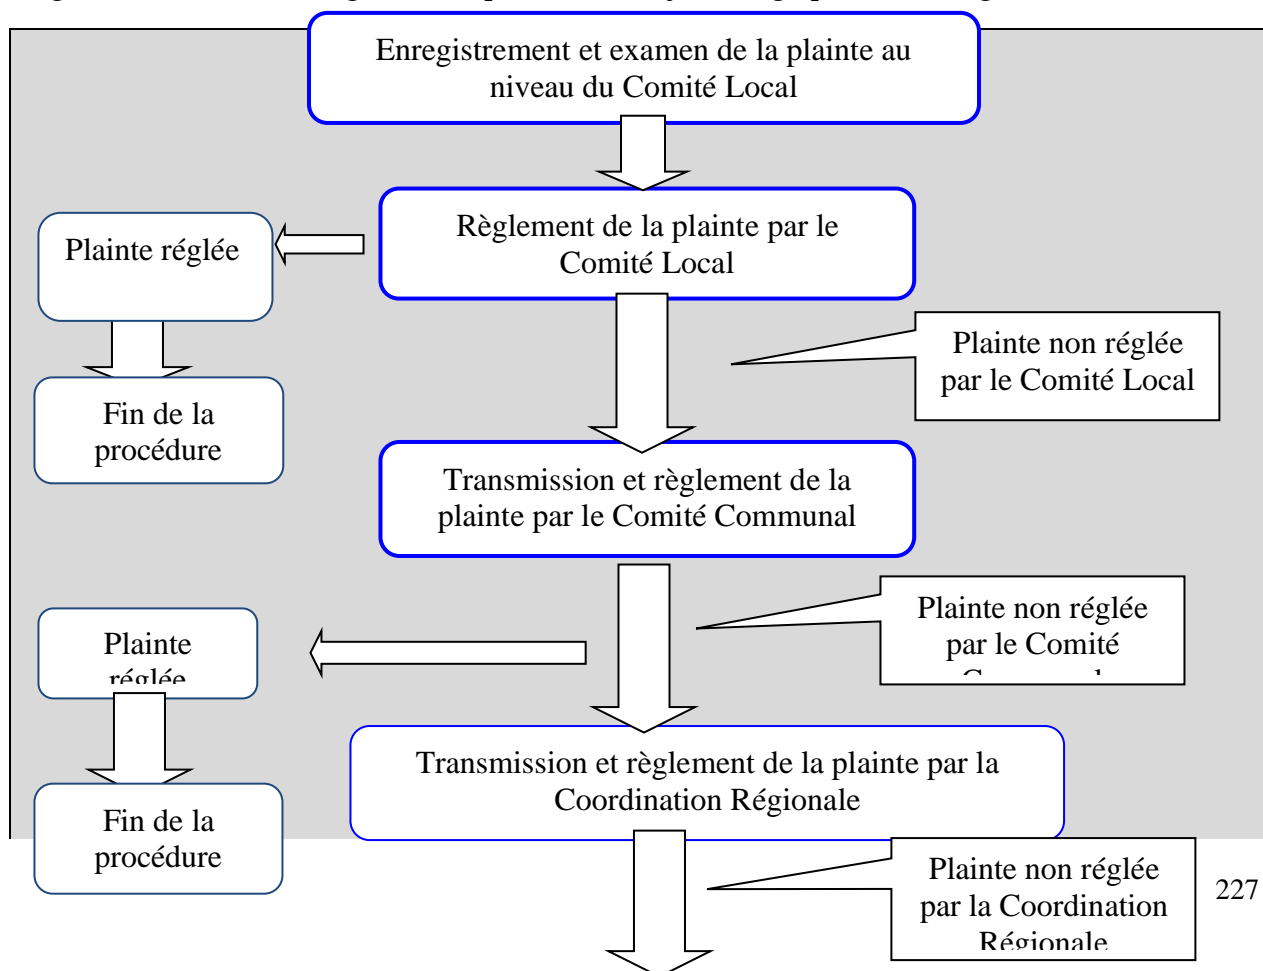 Enregistrement et examen de la plainte au
niveau du Comité Local
Règlement de la plainte par le
Comité Local
Plainte réglée
Plainte non réglée
par le Comité Local
Fin de la
procédure
Transmission et règlement de la
plainte par le Comité Communal
Plainte non réglée
par le Comité
Plainte
réglée
Transmission et règlement de la plainte par la
Coordination Régionale
Fin de la
procédure
Plainte non réglée
par la Coordination
Régionale
227